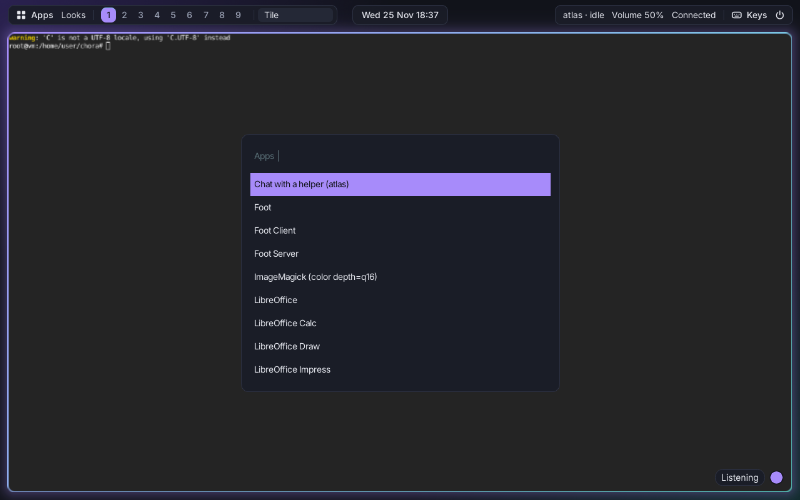 Apps Looks 1 2 3 4 5 6 7 8 9 Tile Wed 25 Nov 18:37 atlas · idle Volume 50% Connected Keys
warning: 'C' is not a UTF-8 locale, using 'C.UTF-8' instead
root@vm:/home/user/chora#
Apps
Chat with a helper (atlas)
Foot
Foot Client
Foot Server
ImageMagick (color depth=q16)
LibreOffice
LibreOffice Calc
LibreOffice Draw
LibreOffice Impress
Listening